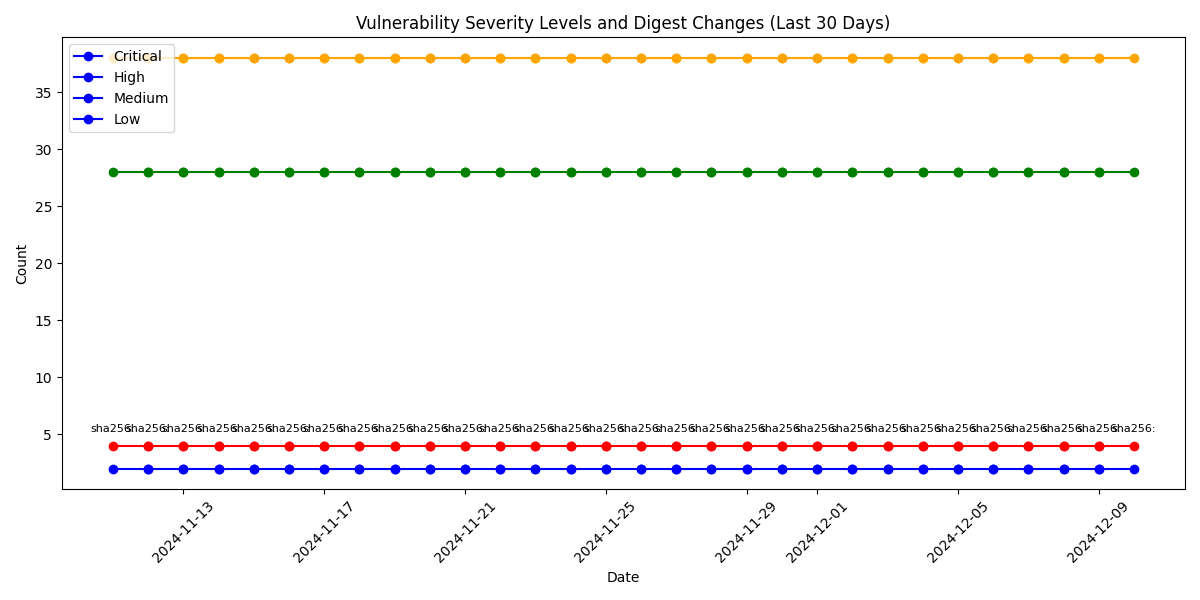 Vulnerability Severity Levels and Digest Changes (Last 30 Days)
Critical
High
Medium
Low
Count
35
30
25
20
15
10
5
sha256: sha256: sha256: sha256: sha256: sha256: sha256: sha256: sha256: sha256: sha256: sha256: sha256: sha256: sha256: sha256: sha256: sha256: sha256: sha256: sha256: sha256: sha256: sha256: sha256: sha256: sha256: sha256: sha256: sha256:
2024-11-13
2024-11-17
2024-11-21
2024-11-25
2024-11-29
2024-12-01
2024-12-05
2024-12-09
Date